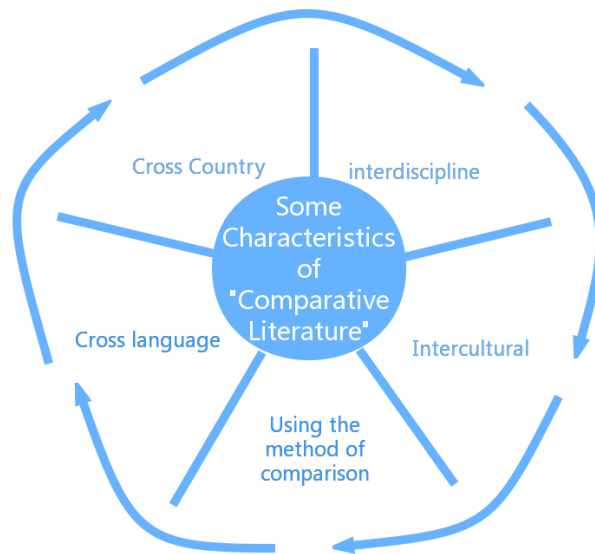 Cross Country
interdiscipline
Some
Characteristics
of
"Comparative
Literature"
Cross language
Intercultural
Using the
method of
comparison